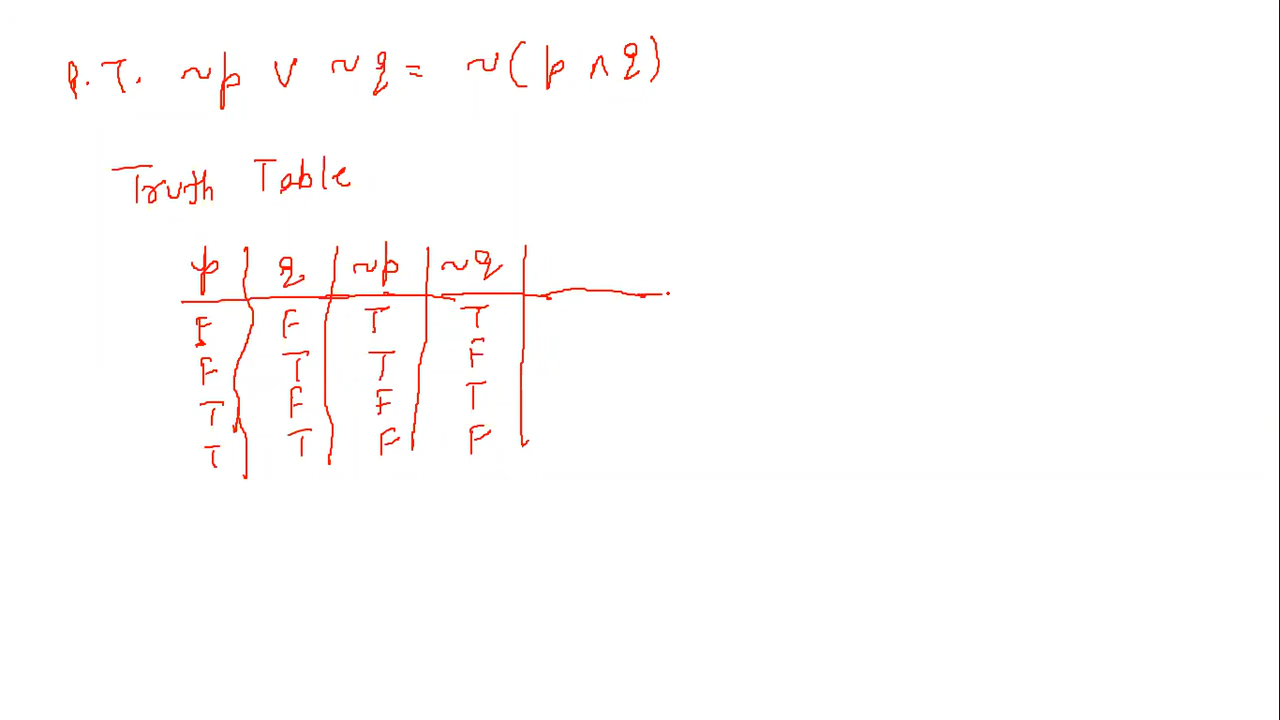 P.T. ~p ∨ ~q = ~(p ∧ q)
Truth Table
p | q | ~p | ~q |
F | F | T | T |
F | T | T | F |
T | F | F | T |
T | T | F | F |